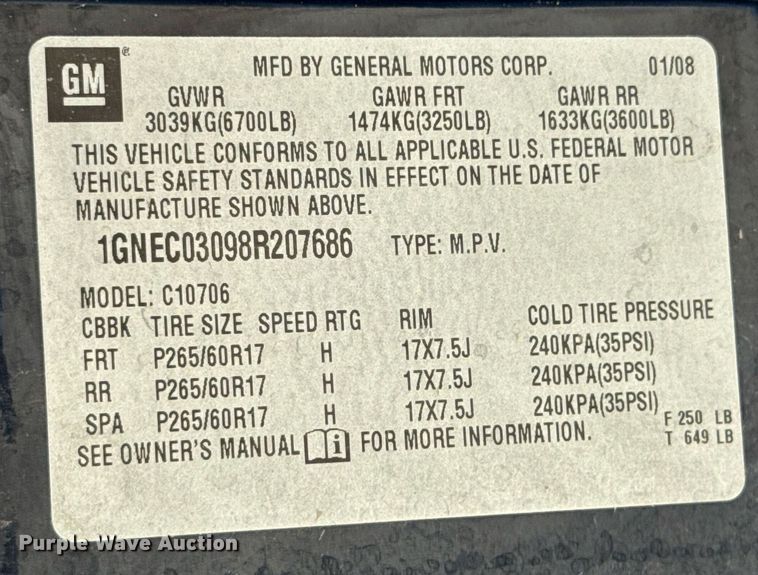 GM
MFD BY GENERAL MOTORS CORP. 01/08
GVWR GAWR FRT GAWR RR
3039KG(6700LB) 1474KG(3250LB) 1633KG(3600LB)
THIS VEHICLE CONFORMS TO ALL APPLICABLE U.S. FEDERAL MOTOR
VEHICLE SAFETY STANDARDS IN EFFECT ON THE DATE OF
MANUFACTURE SHOWN ABOVE.
1GNEC03098R207686 TYPE: M.P.V.
MODEL: C10706
CBBK TIRE SIZE SPEED RTG RIM COLD TIRE PRESSURE
FRT P265/60R17 H 17X7.5J 240KPA(35PSI)
RR P265/60R17 H 17X7.5J 240KPA(35PSI)
SPA P265/60R17 H 17X7.5J 240KPA(35PSI)
F 250 LB
T 649 LB
SEE OWNER'S MANUAL i FOR MORE INFORMATION.
Purple Wave Auction